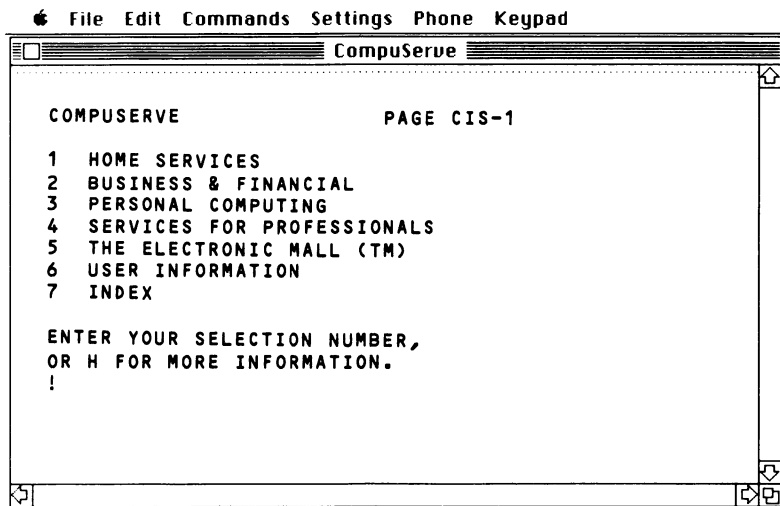 File Edit Commands Settings Phone Keypad
CompuServe
COMPUSERVE PAGE CIS-1
1 HOME SERVICES
2 BUSINESS & FINANCIAL
3 PERSONAL COMPUTING
4 SERVICES FOR PROFESSIONALS
5 THE ELECTRONIC MALL (TM)
6 USER INFORMATION
7 INDEX
ENTER YOUR SELECTION NUMBER,
OR H FOR MORE INFORMATION.
!